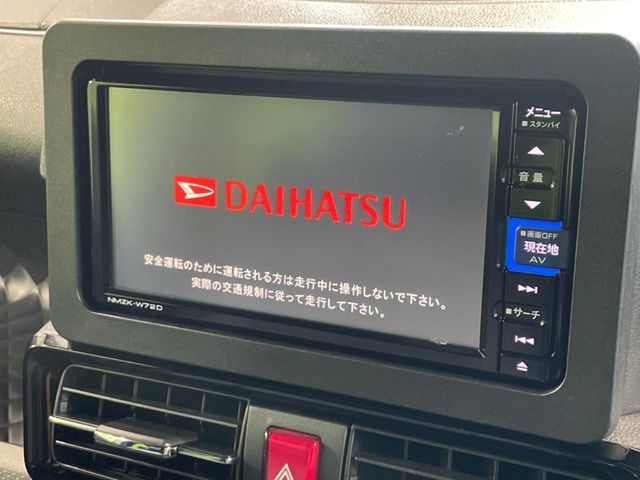 メニュー
■スタンバイ
音量
DAIHATSU
■画面OFF
現在地
AV
安全運転のために運転される方は走行中に操作しないで下さい。
実際の交通規制に従って走行して下さい。
■サーチ
NMZK-W72D